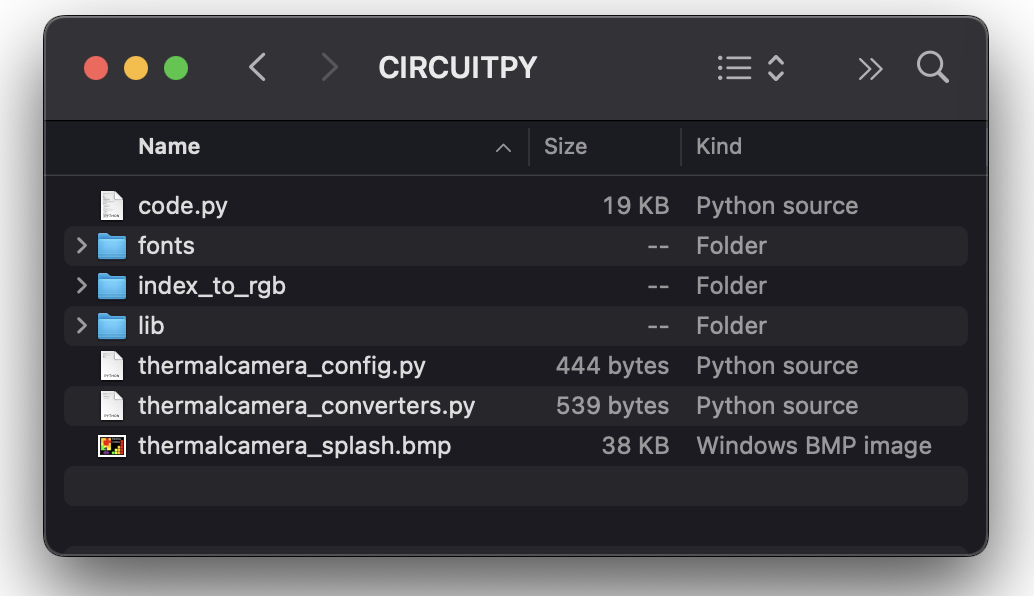 CIRCUITPY
Name Size Kind
code.py 19 KB Python source
fonts -- Folder
index_to_rgb -- Folder
lib -- Folder
thermalcamera_config.py 444 bytes Python source
thermalcamera_converters.py 539 bytes Python source
thermalcamera_splash.bmp 38 KB Windows BMP image